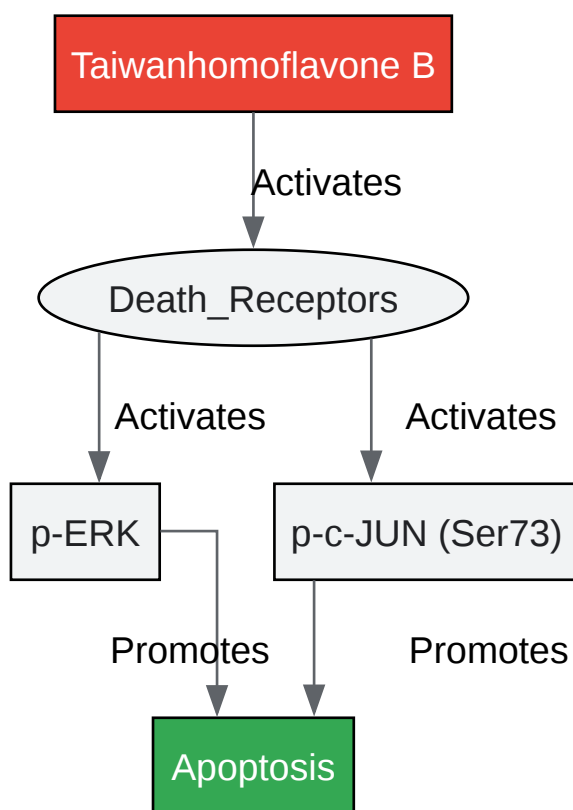 Taiwanhomoflavone B
Activates
Death_Receptors
Activates
Activates
p-ERK
p-c-JUN (Ser73)
Promotes
Promotes
Apoptosis